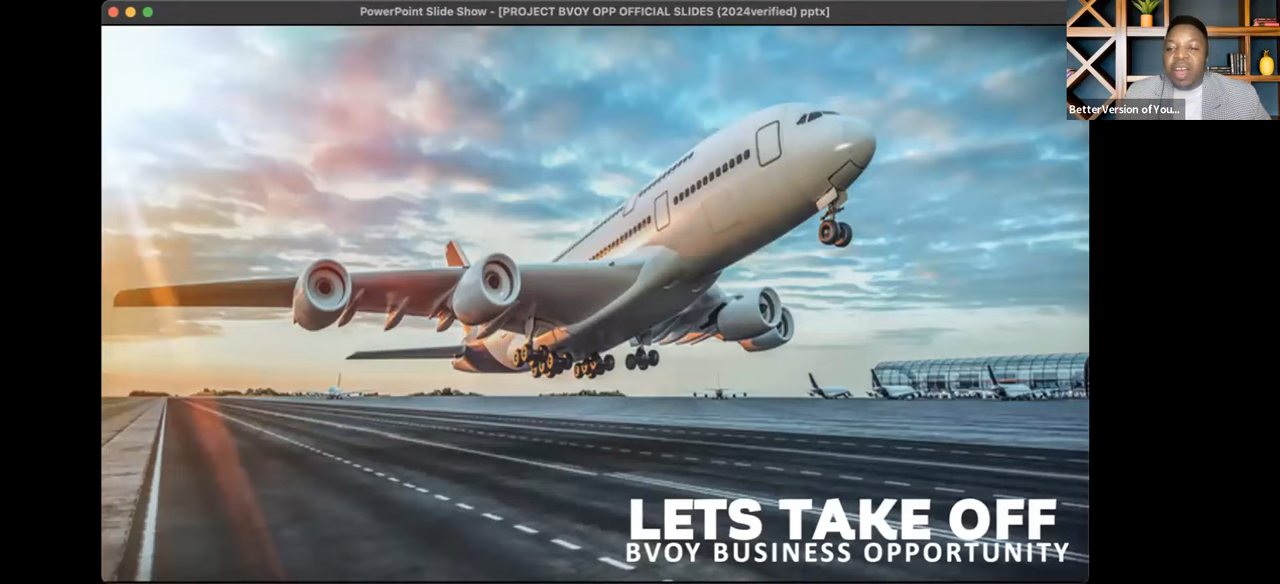 PowerPoint Slide Show - [PROJECT BVOY OPP OFFICIAL SLIDES (2024verified) pptx]
BetterVersion of You...
LETS TAKE OFF
BVOY BUSINESS OPPORTUNITY